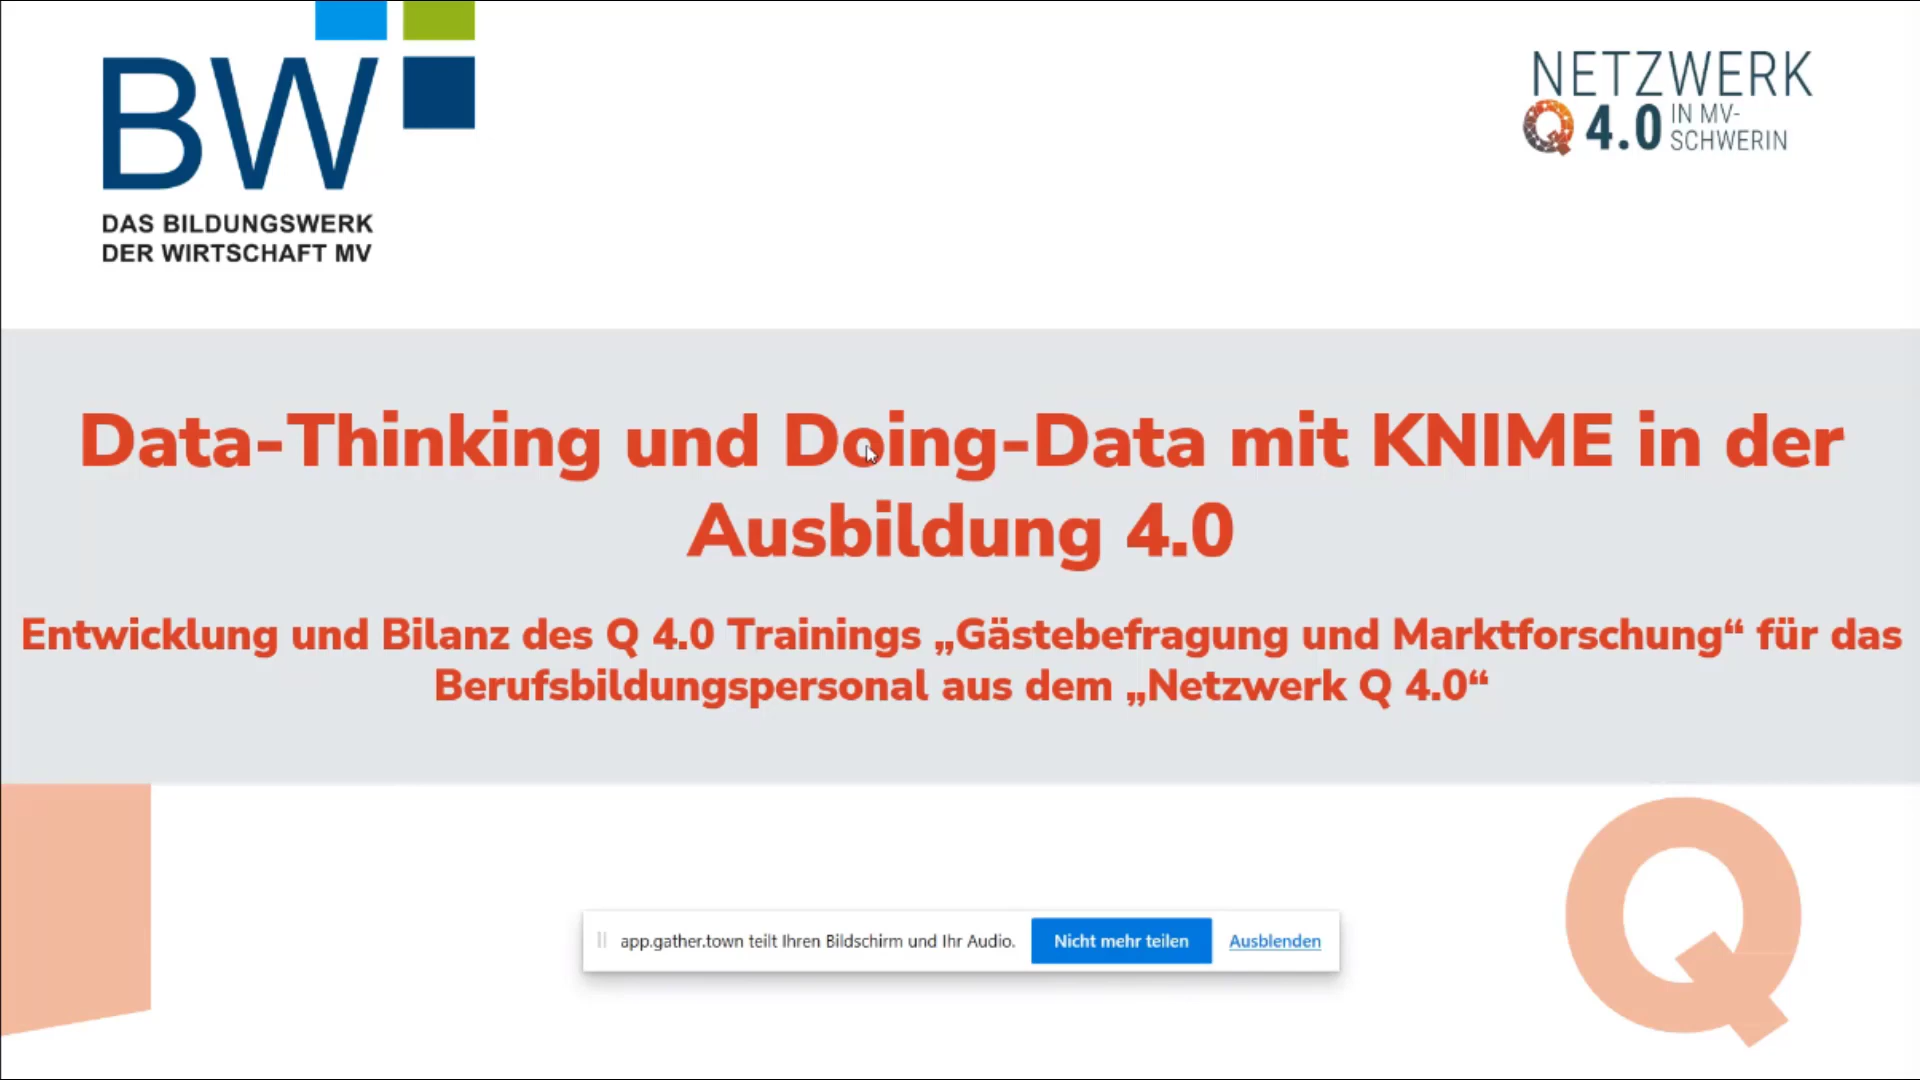 BW
DAS BILDUNGSWERK
DER WIRTSCHAFT MV
NETZWERK
Q 4.0 IN MV-
SCHWERIN
Data-Thinking und Doing-Data mit KNIME in der
Ausbildung 4.0
Entwicklung und Bilanz des Q 4.0 Trainings „Gästebefragung und Marktforschung“ für das
Berufsbildungspersonal aus dem „Netzwerk Q 4.0“
Q
app.gather.town teilt Ihren Bildschirm und Ihr Audio. Nicht mehr teilen Ausblenden